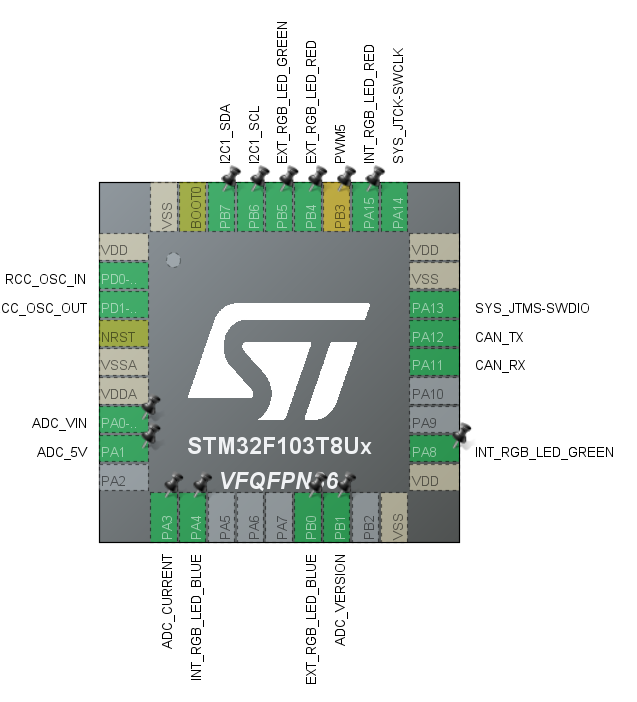 I2C1_SDA
I2C1_SCL
EXT_RGB_LED_GREEN
EXT_RGB_LED_RED
PWM5
INT_RGB_LED_RED
SYS_JTCK-SWCLK
VSS
BOOT0
PB7
PB6
PB5
PB4
PB3
PA15
PA14
VDD
RCC_OSC_IN
PD0-..
CC_OSC_OUT
PD1-..
NRST
VSSA
VDDA
ADC_VIN
PA0-..
ADC_5V
PA1
PA2
VDD
VSS
PA13
SYS_JTMS-SWDIO
PA12
CAN_TX
PA11
CAN_RX
PA10
PA9
PA8
INT_RGB_LED_GREEN
VDD
ST
STM32F103T8Ux
VFQFPN36
PA3
PA4
PA5
PA6
PA7
PB0
PB1
PB2
VSS
ADC_CURRENT
INT_RGB_LED_BLUE
EXT_RGB_LED_BLUE
ADC_VERSION